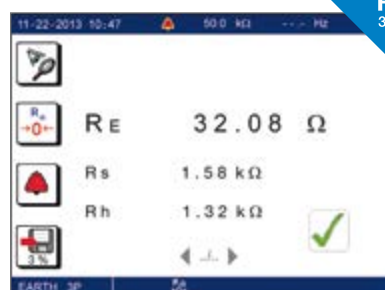 11-22-2013 10:47 50.0 kΩ --.- Hz
RE 32.08 Ω
Rs 1.58 kΩ
Rh 1.32 kΩ
3 %
EARTH 3P